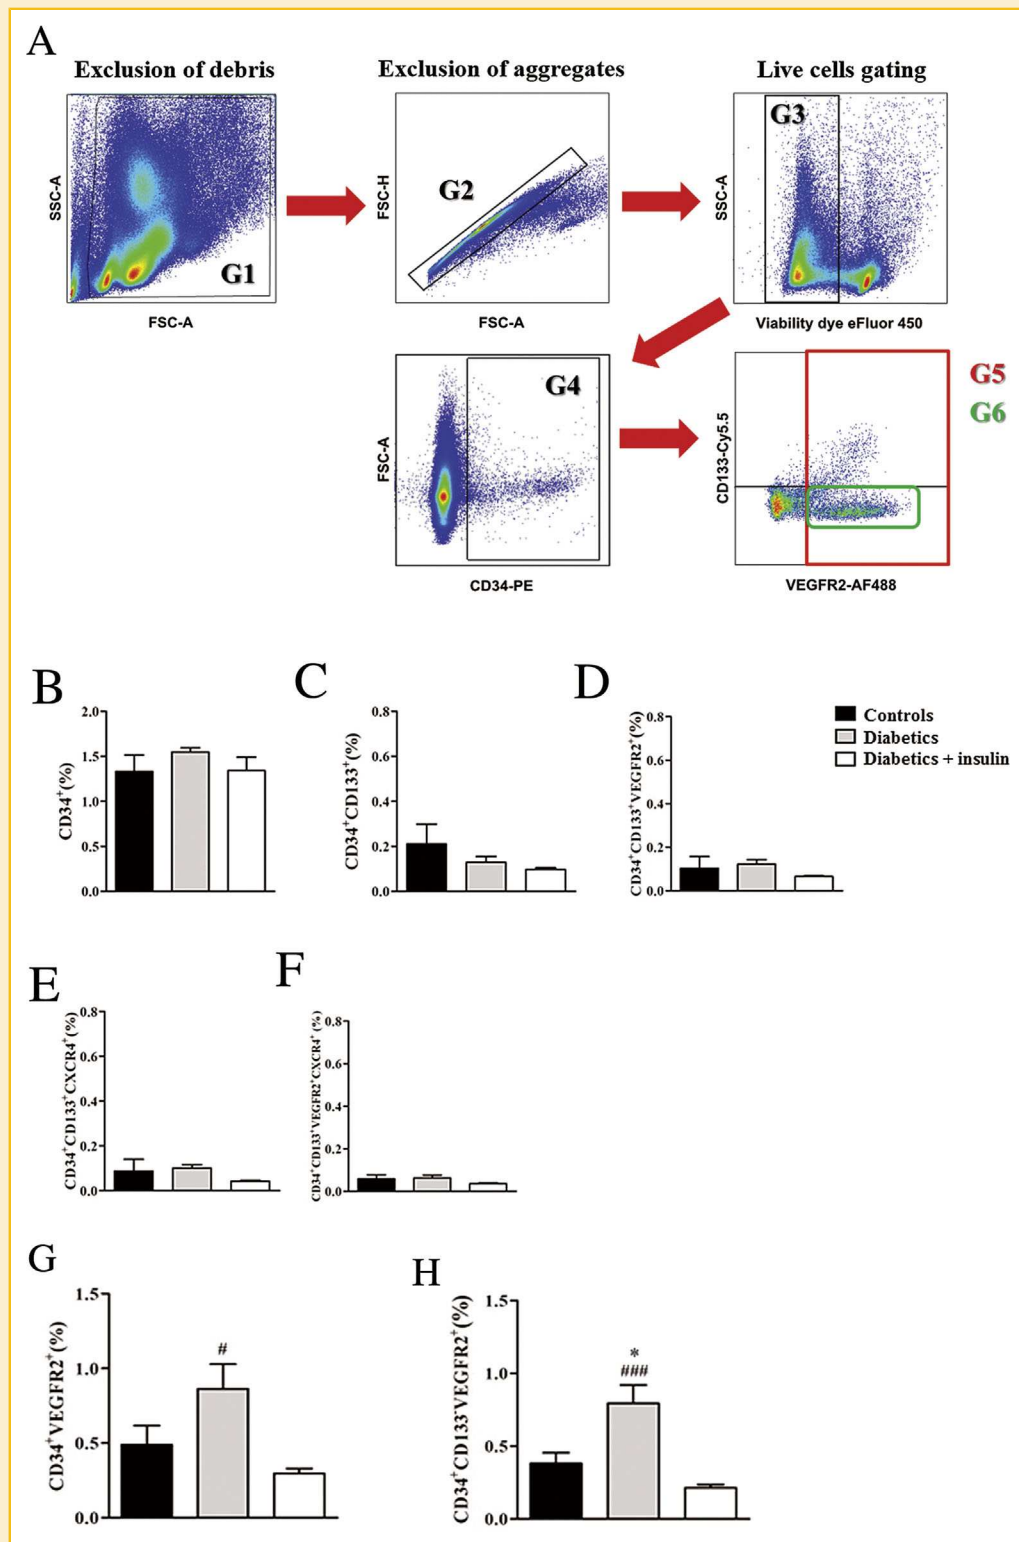 A
Exclusion of debris
Exclusion of aggregates
Live cells gating
SSC-A
G1
FSC-A
FSC-H
G2
FSC-A
SSC-A
G3
Viability dye eFluor 450
FSC-A
G4
CD34-PE
CD133-Cy5.5
G5
G6
VEGFR2-AF488
B
CD34⁺(%)
2.0
1.5
1.0
0.5
0.0
C
CD34⁺CD133⁺(%)
0.8
0.6
0.4
0.2
0.0
D
CD34⁺CD133⁺VEGFR2⁺(%)
0.8
0.6
0.4
0.2
0.0
Controls
Diabetics
Diabetics + insulin
E
CD34⁺CD133⁺CXCR4⁺(%)
0.8
0.6
0.4
0.2
0.0
F
CD34⁺CD133⁺VEGFR2⁺CXCR4⁺ (%)
0.8
0.6
0.4
0.2
0.0
G
CD34⁺VEGFR2⁺(%)
1.5
1.0
0.5
0.0
#
H
CD34⁺CD133⁻VEGFR2⁺(%)
1.5
1.0
0.5
0.0
*
###